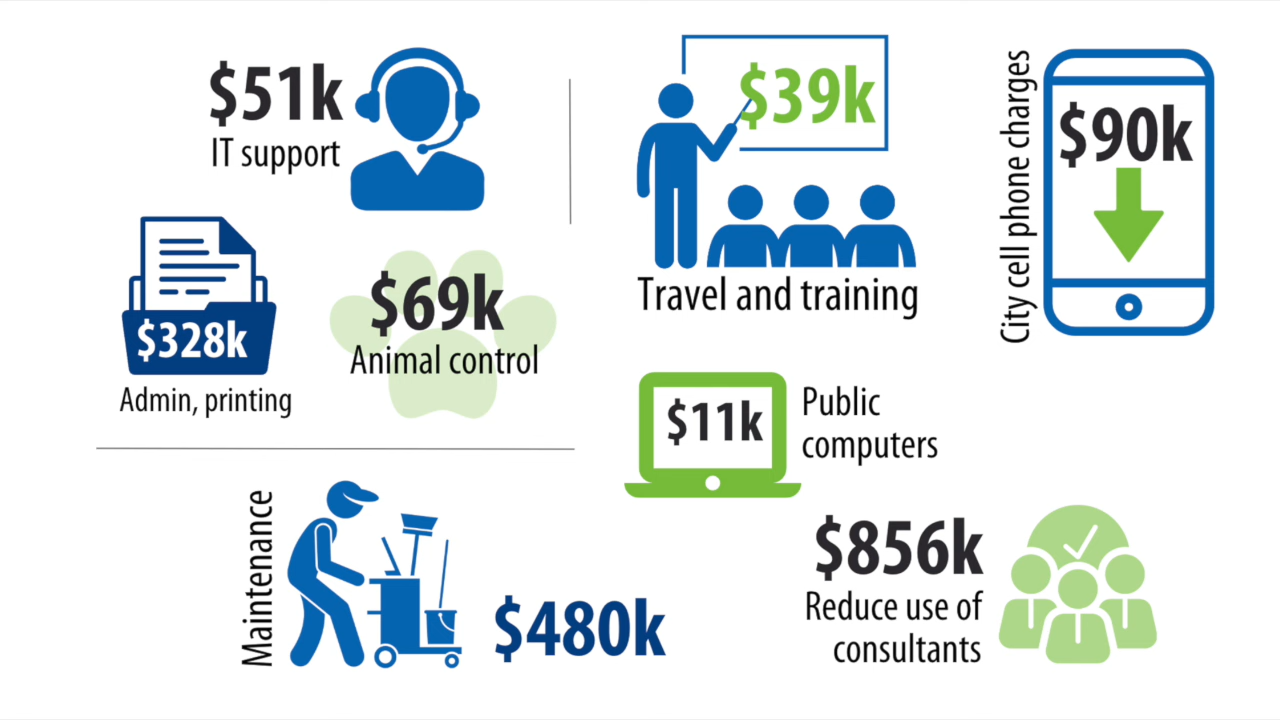 $51k
IT support
$328k
Admin, printing
$69k
Animal control
$39k
Travel and training
City cell phone charges
$90k
$11k
Public
computers
Maintenance
$480k
$856k
Reduce use of
consultants